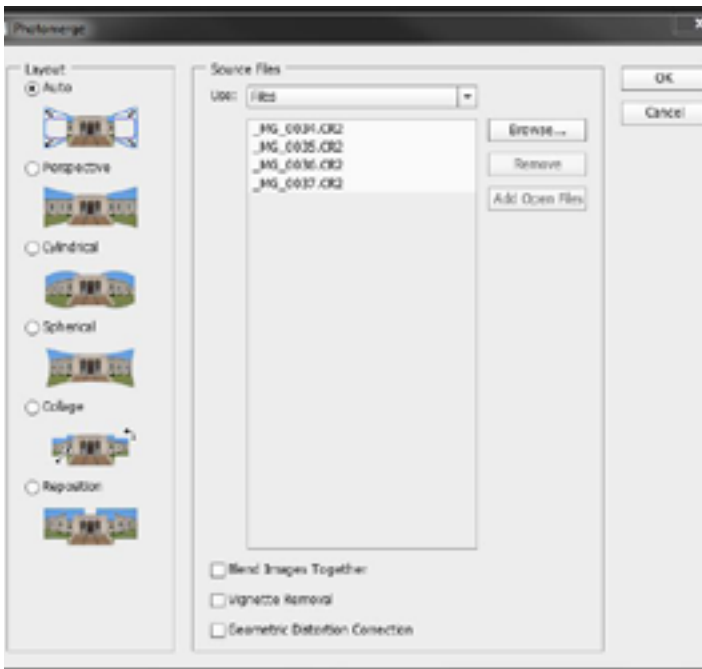 Photomerge
Layout
Auto
Perspective
Cylindrical
Spherical
Collage
Reposition
Source Files
Use: Files
_MG_0034.CR2
_MG_0035.CR2
_MG_0036.CR2
_MG_0037.CR2
Browse...
Remove
Add Open Files
Blend Images Together
Vignette Removal
Geometric Distortion Correction
OK
Cancel